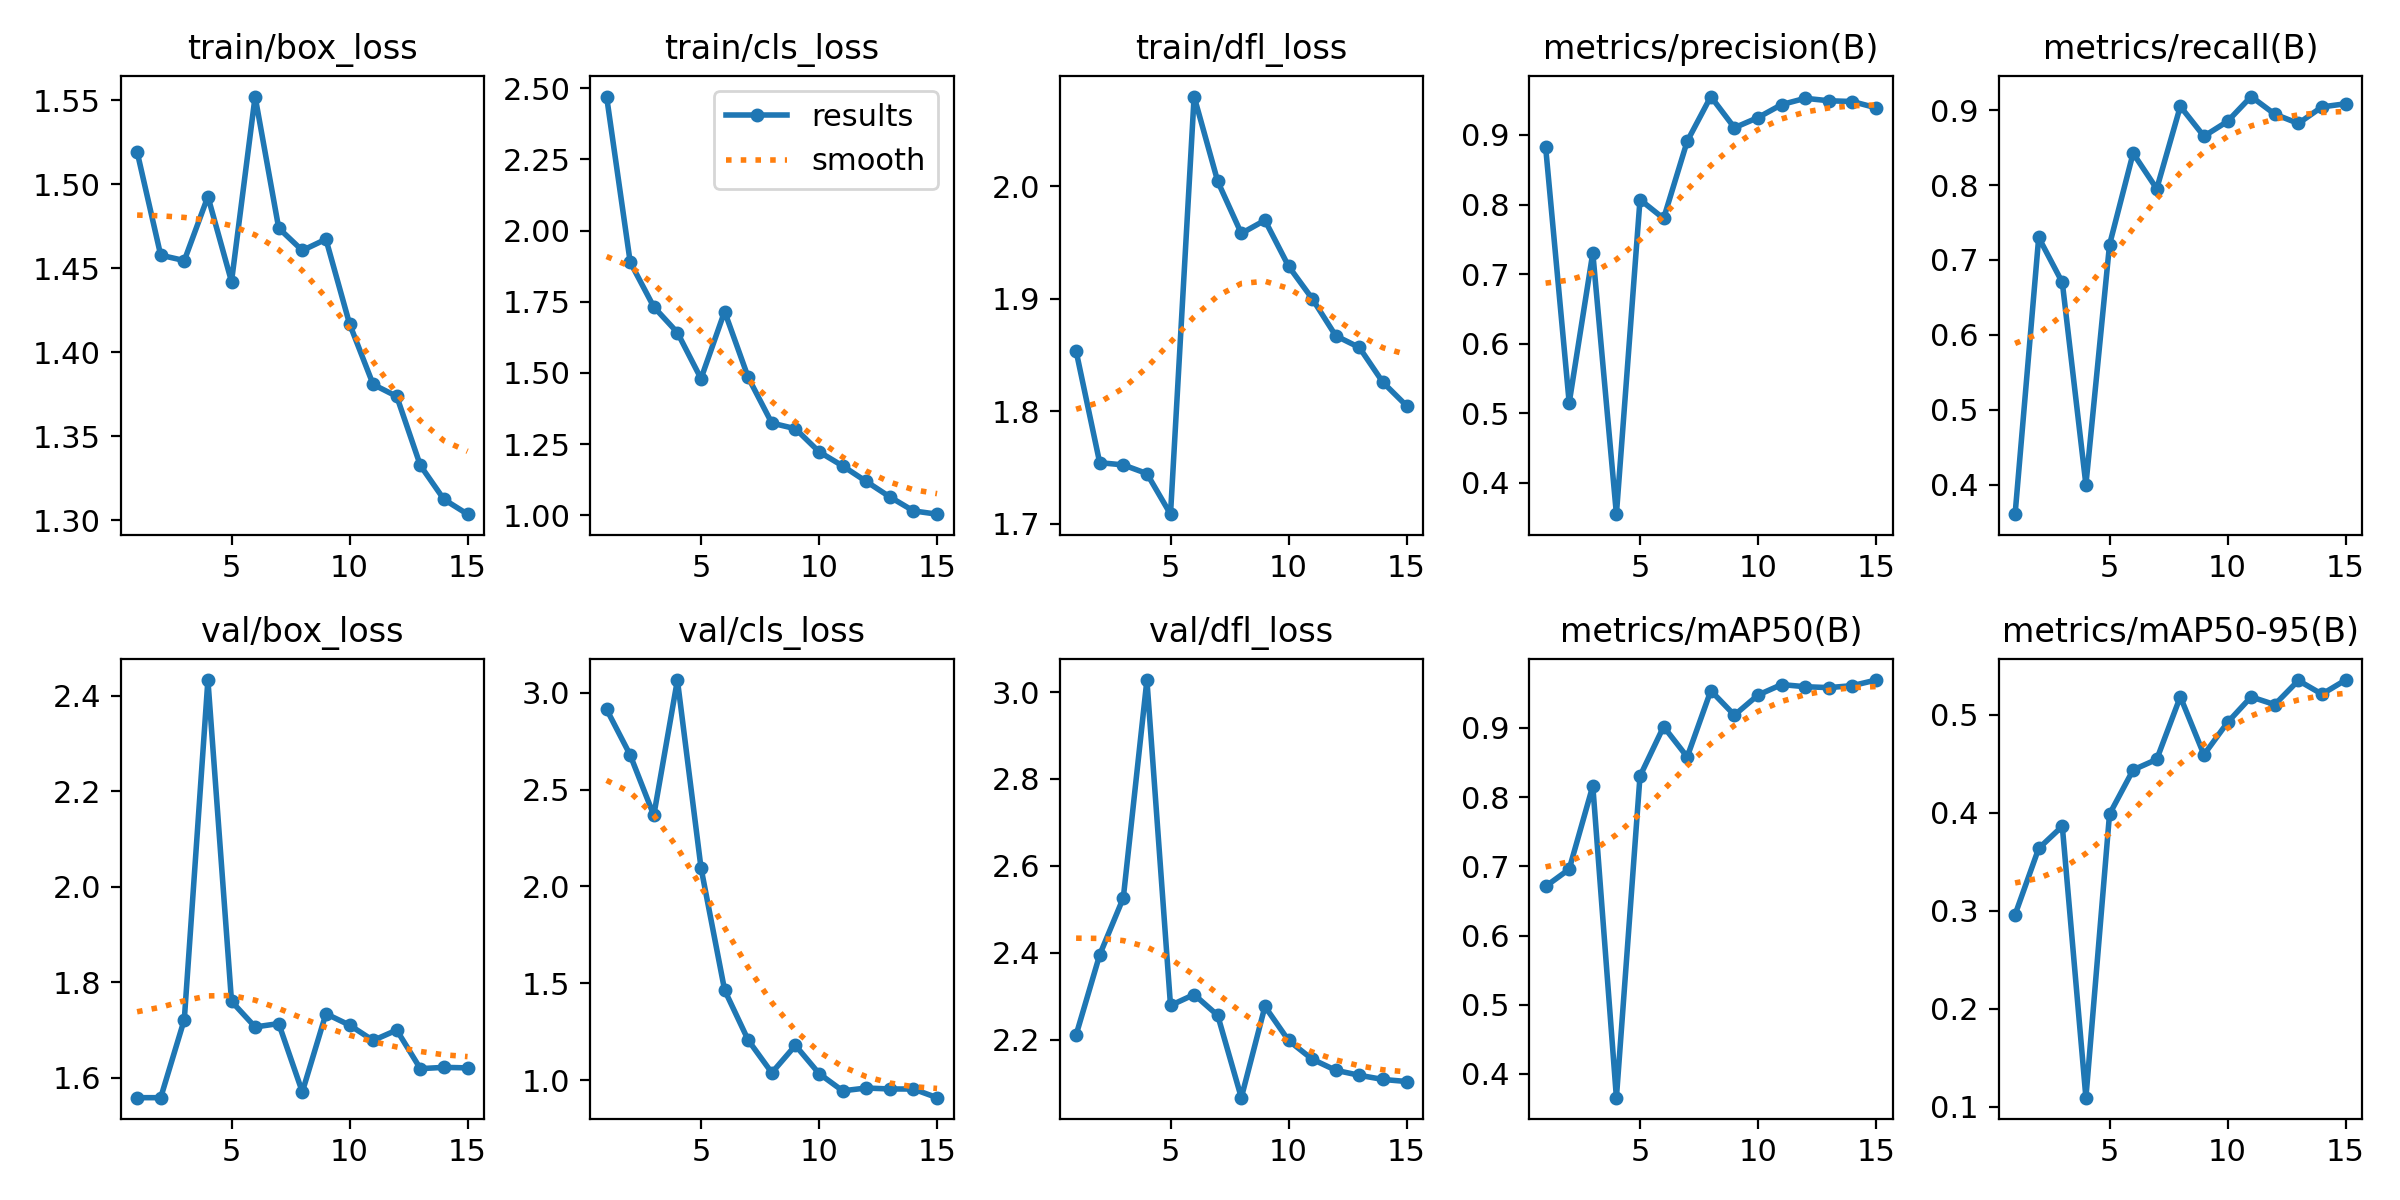 train/box_loss
train/cls_loss
train/dfl_loss
metrics/precision(B)
metrics/recall(B)
1.55
1.50
1.45
1.40
1.35
1.30
5 10 15
2.50
2.25
2.00
1.75
1.50
1.25
1.00
results
smooth
5 10 15
2.0
1.9
1.8
1.7
5 10 15
0.9
0.8
0.7
0.6
0.5
0.4
5 10 15
0.9
0.8
0.7
0.6
0.5
0.4
5 10 15
val/box_loss
val/cls_loss
val/dfl_loss
metrics/mAP50(B)
metrics/mAP50-95(B)
2.4
2.2
2.0
1.8
1.6
5 10 15
3.0
2.5
2.0
1.5
1.0
5 10 15
3.0
2.8
2.6
2.4
2.2
5 10 15
0.9
0.8
0.7
0.6
0.5
0.4
5 10 15
0.5
0.4
0.3
0.2
0.1
5 10 15